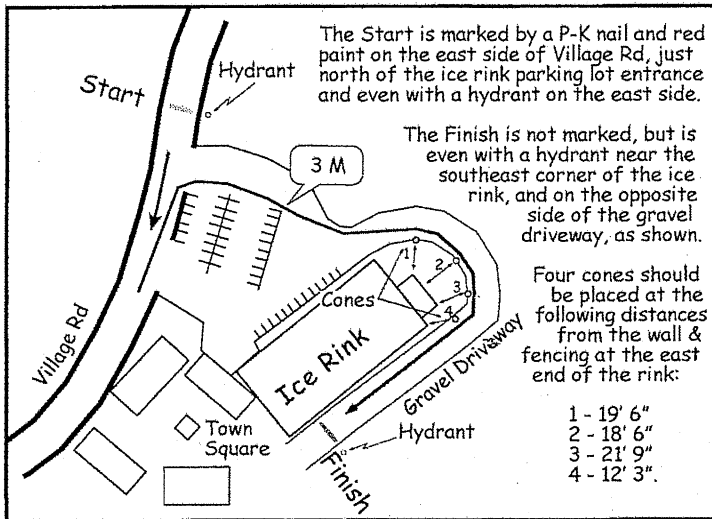 The Start is marked by a P-K nail and red
paint on the east side of Village Rd, just
north of the ice rink parking lot entrance
and even with a hydrant on the east side.
Hydrant
Start
The Finish is not marked, but is
even with a hydrant near the
southeast corner of the ice
rink, and on the opposite
side of the gravel
driveway, as shown.
3 M
Four cones should
be placed at the
following distances
from the wall &
fencing at the east
end of the rink:
1 - 19' 6"
2 - 18' 6"
3 - 21' 9"
4 - 12' 3".
1
2
3
4
Cones
Village Rd
Ice Rink
Gravel Driveway
Town
Square
Hydrant
Finish